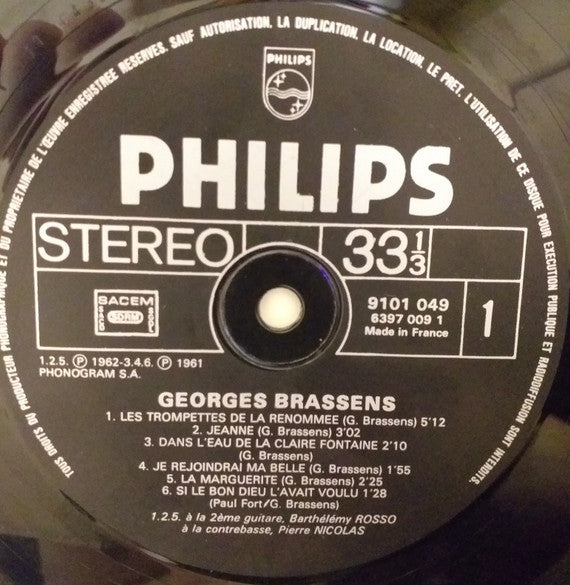 TOUS DROITS DU PRODUCTEUR PHONOGRAPHIQUE ET DU PROPRIETAIRE DE L'ŒUVRE ENREGISTREE RESERVES. SAUF AUTORISATION, LA DUPLICATION, LA LOCATION, LE PRET, L'UTILISATION DE CE DISQUE POUR EXECUTION PUBLIQUE ET RADIODIFFUSION SONT INTERDITS.
PHILIPS
PHILIPS
STEREO
33 1/3
SACEM
SDRM
SACD
SGDL
9101 049
6397 009 1
Made in France
1
1.2.5. Ⓟ 1962-3.4.6. Ⓟ 1961
PHONOGRAM S.A.
GEORGES BRASSENS
1. LES TROMPETTES DE LA RENOMMEE (G. Brassens) 5'12
2. JEANNE (G. Brassens) 3'02
3. DANS L'EAU DE LA CLAIRE FONTAINE 2'10
(G. Brassens)
4. JE REJOINDRAI MA BELLE (G. Brassens) 1'55
5. LA MARGUERITE (G. Brassens) 2'25
6. SI LE BON DIEU L'AVAIT VOULU 1'28
(Paul Fort/G. Brassens)
1.2.5. à la 2ème guitare, Barthélémy ROSSO
à la contrebasse, Pierre NICOLAS